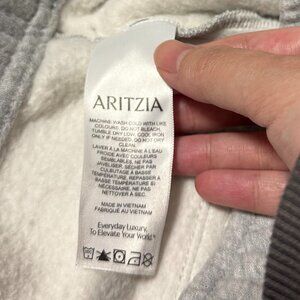 ARITZIA
MACHINE WASH COLD WITH LIKE
COLOURS. DO NOT BLEACH.
TUMBLE DRY LOW. COOL IRON
ONLY IF NEEDED. DO NOT DRY
CLEAN.
LAVER À LA MACHINE À L'EAU
FROIDE AVEC COULEURS
SEMBLABLES. NE PAS
JAVELISER. SÉCHER PAR
CULBUTAGE À BASSE
TEMPÉRATURE. REPASSER À
BASSE TEMPÉRATURE SI
NÉCESSAIRE. NE PAS
NETTOYER À SEC.
MADE IN VIETNAM
FABRIQUÉ AU VIETNAM
Everyday Luxury,
To Elevate Your World™